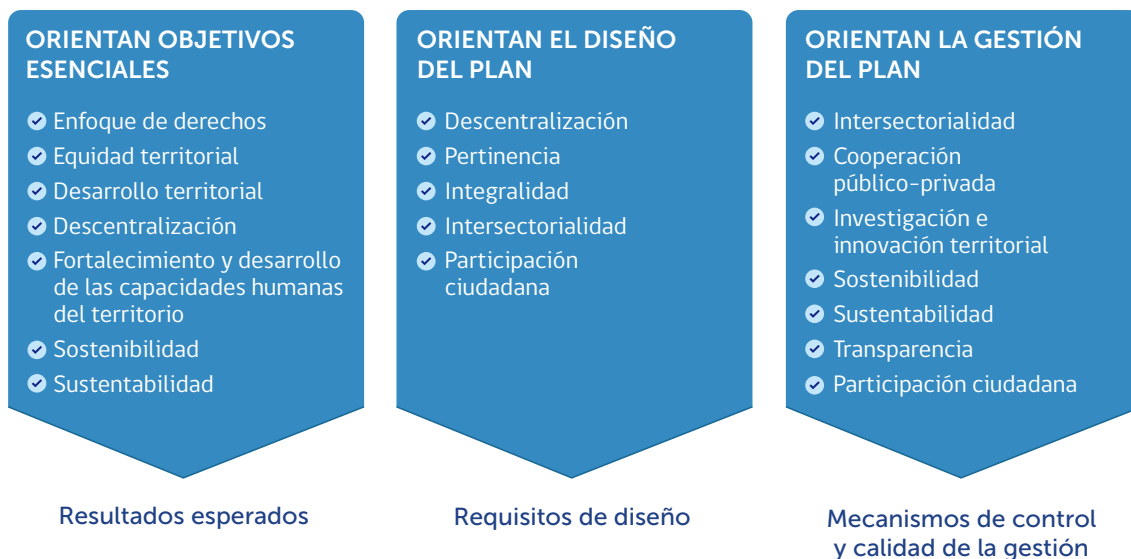 ORIENTAN OBJETIVOS
ESENCIALES
Enfoque de derechos
Equidad territorial
Desarrollo territorial
Descentralización
Fortalecimiento y desarrollo
de las capacidades humanas
del territorio
Sostenibilidad
Sustentabilidad
Resultados esperados
ORIENTAN EL DISEÑO
DEL PLAN
Descentralización
Pertinencia
Integralidad
Intersectorialidad
Participación
ciudadana
Requisitos de diseño
ORIENTAN LA GESTIÓN
DEL PLAN
Intersectorialidad
Cooperación
público-privada
Investigación e
innovación territorial
Sostenibilidad
Sustentabilidad
Transparencia
Participación ciudadana
Mecanismos de control
y calidad de la gestión